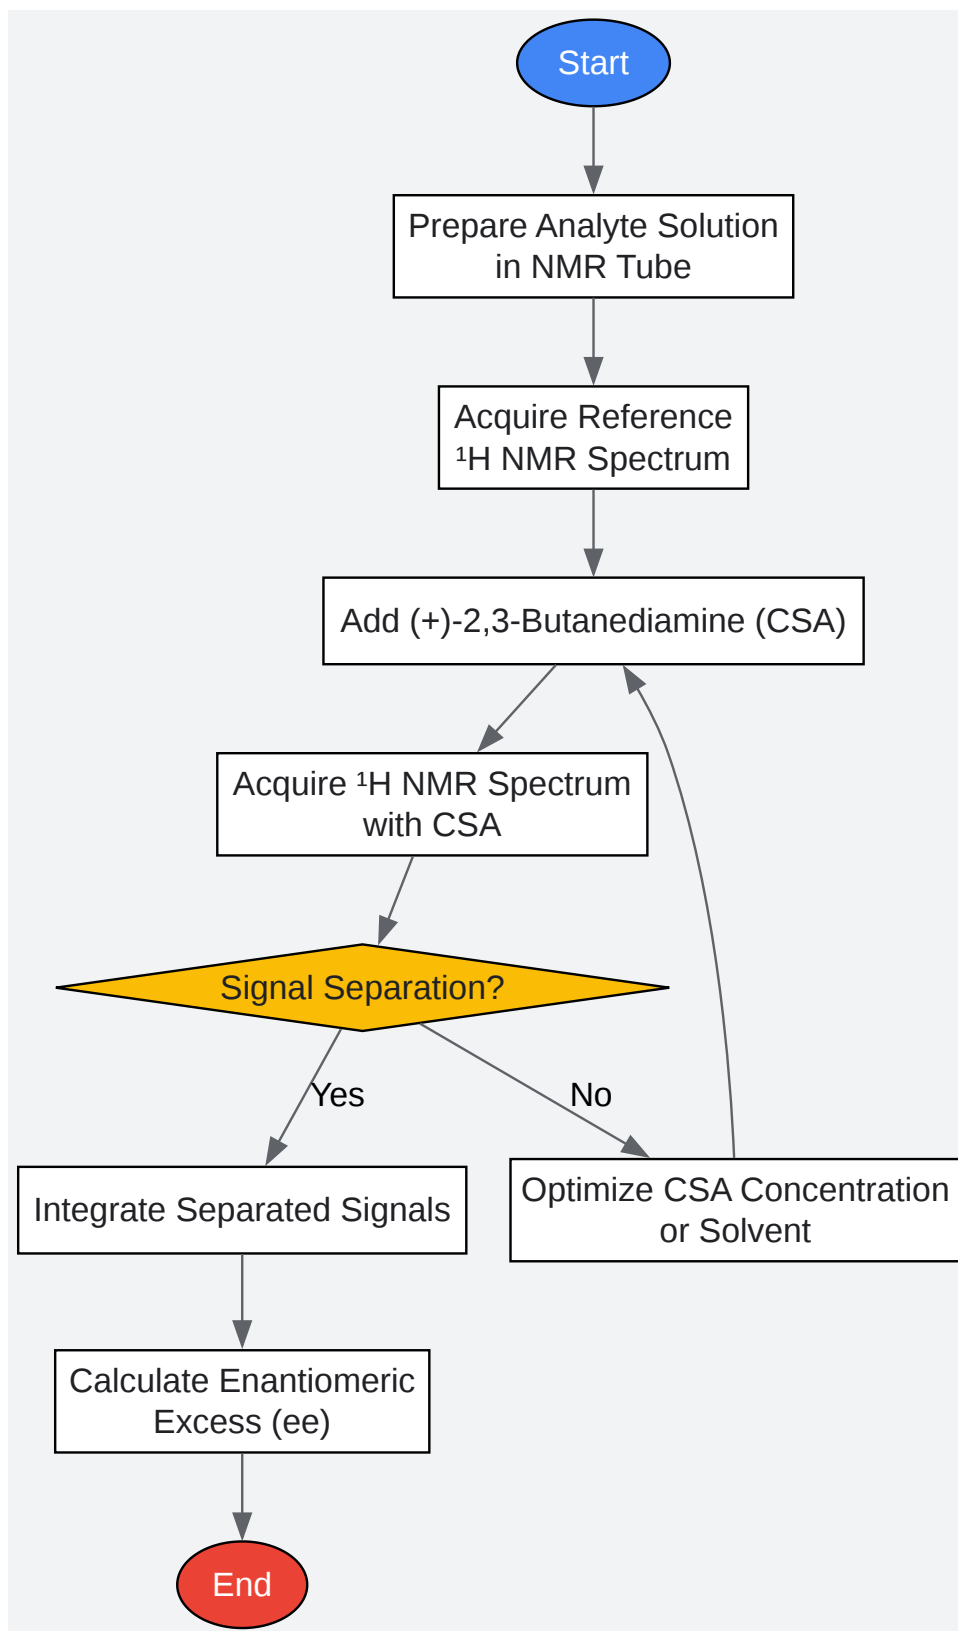 Start
Prepare Analyte Solution
in NMR Tube
Acquire Reference
¹H NMR Spectrum
Add (+)-2,3-Butanediamine (CSA)
Acquire ¹H NMR Spectrum
with CSA
Signal Separation?
Yes
No
Integrate Separated Signals
Optimize CSA Concentration
or Solvent
Calculate Enantiomeric
Excess (ee)
End